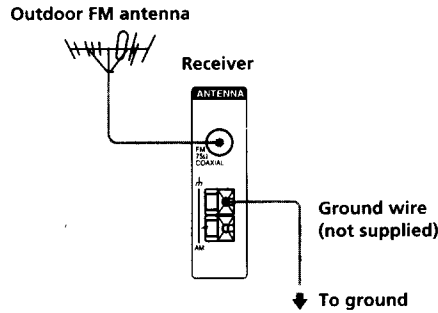 Outdoor FM antenna
Receiver
ANTENNA
FM
75Ω
COAXIAL
AM
Ground wire
(not supplied)
To ground